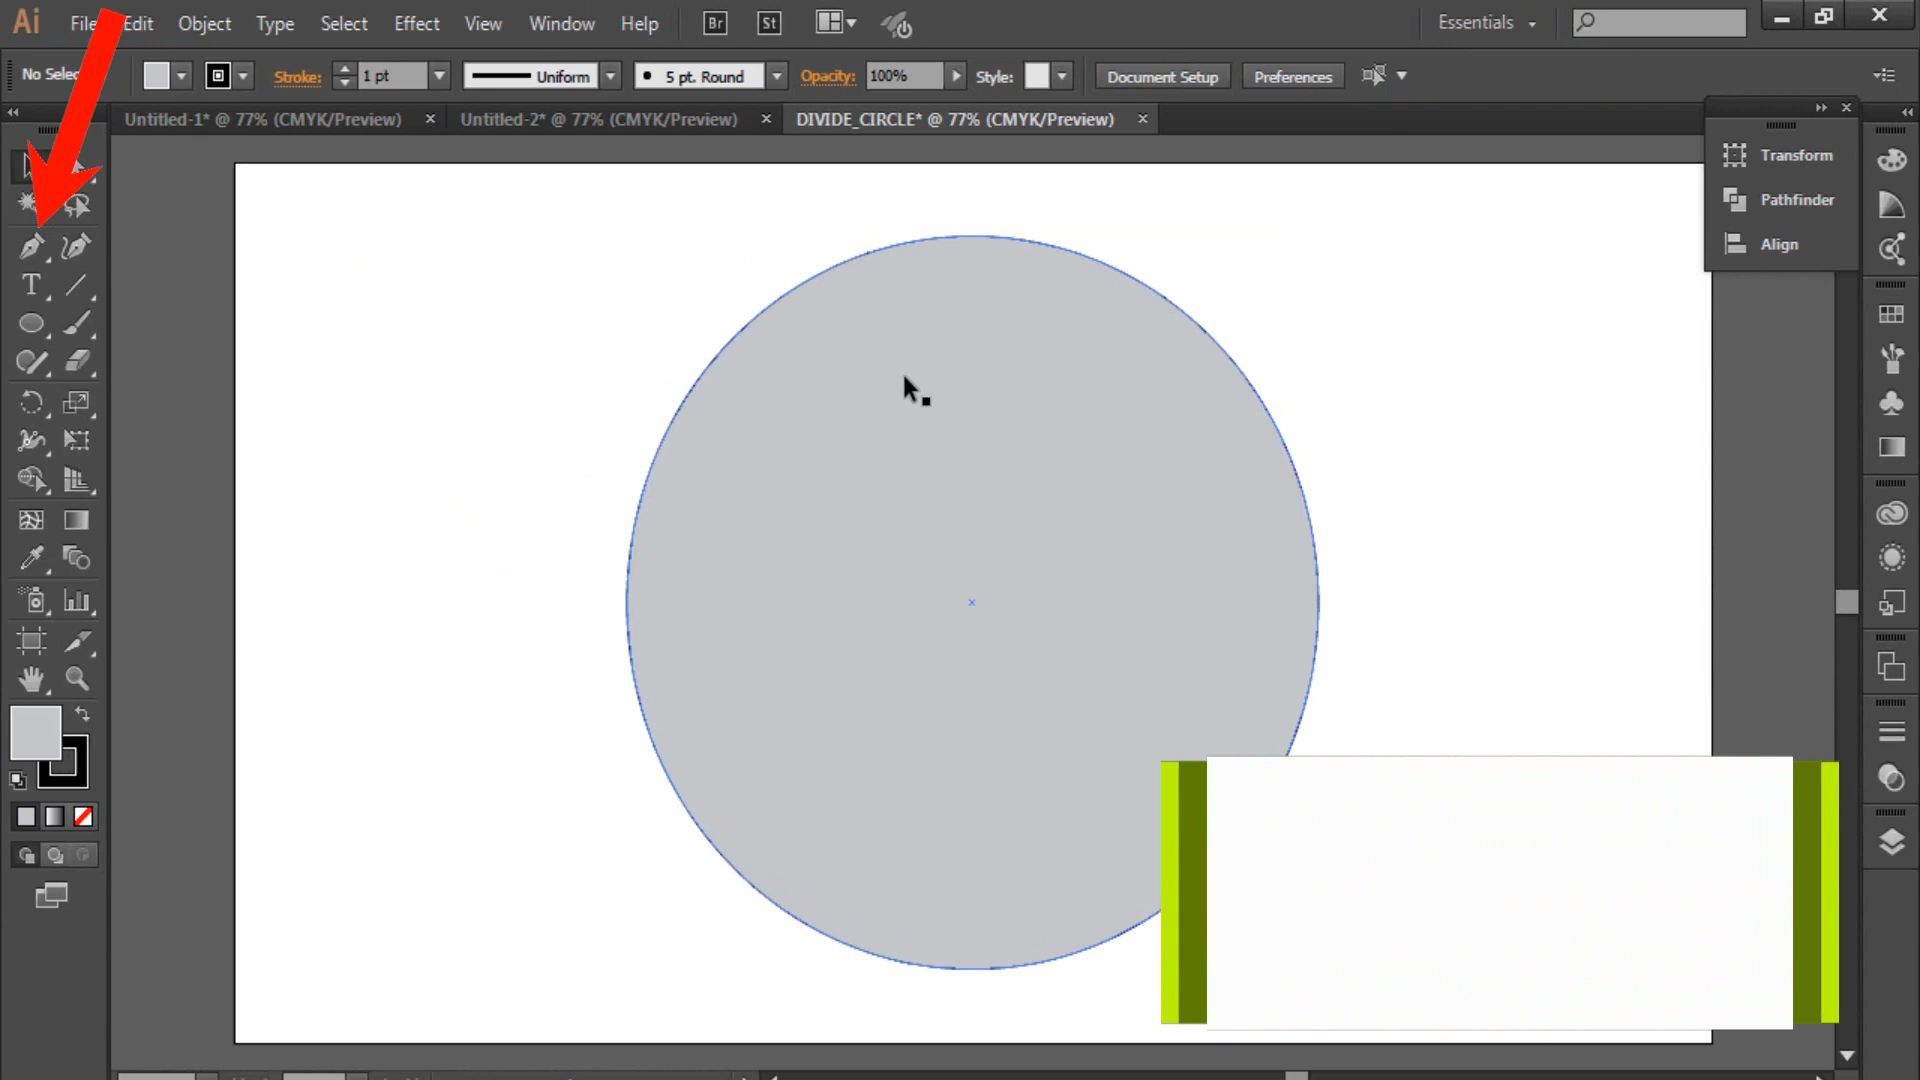 Ai File Edit Object Type Select Effect View Window Help Br St Essentials
No Selec Stroke: 1 pt Uniform 5 pt. Round Opacity: 100% Style: Document Setup Preferences
Untitled-1* @ 77% (CMYK/Preview) Untitled-2* @ 77% (CMYK/Preview) DIVIDE_CIRCLE* @ 77% (CMYK/Preview)
Transform
Pathfinder
Align